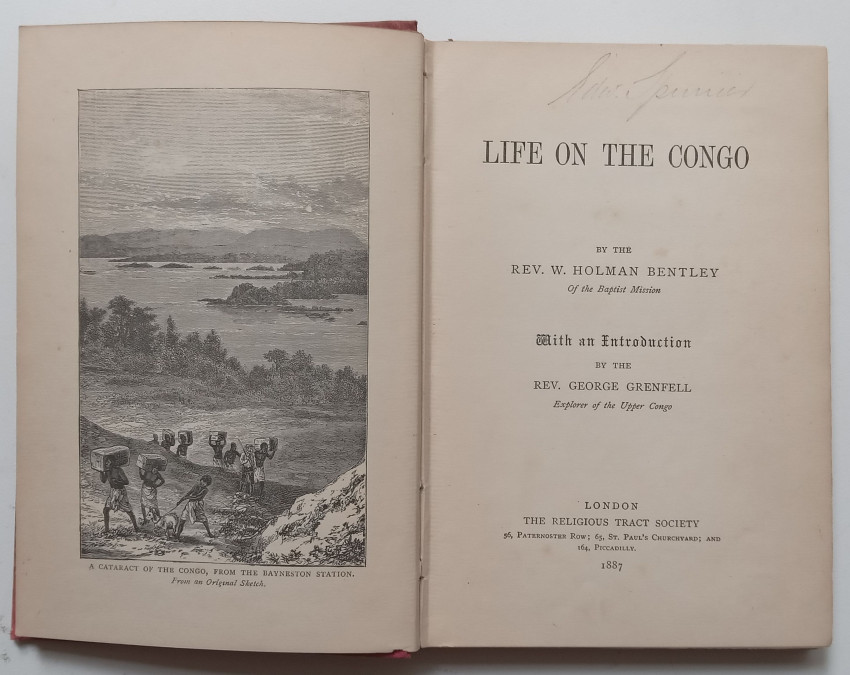 A CATARACT OF THE CONGO, FROM THE BAYNESTON STATION.
From an Original Sketch.
LIFE ON THE CONGO
BY THE
REV. W. HOLMAN BENTLEY
Of the Baptist Mission
With an Introduction
BY THE
REV. GEORGE GRENFELL
Explorer of the Upper Congo
LONDON
THE RELIGIOUS TRACT SOCIETY
56, PATERNOSTER ROW; 65, ST. PAUL'S CHURCHYARD; AND
164, PICCADILLY.
1887